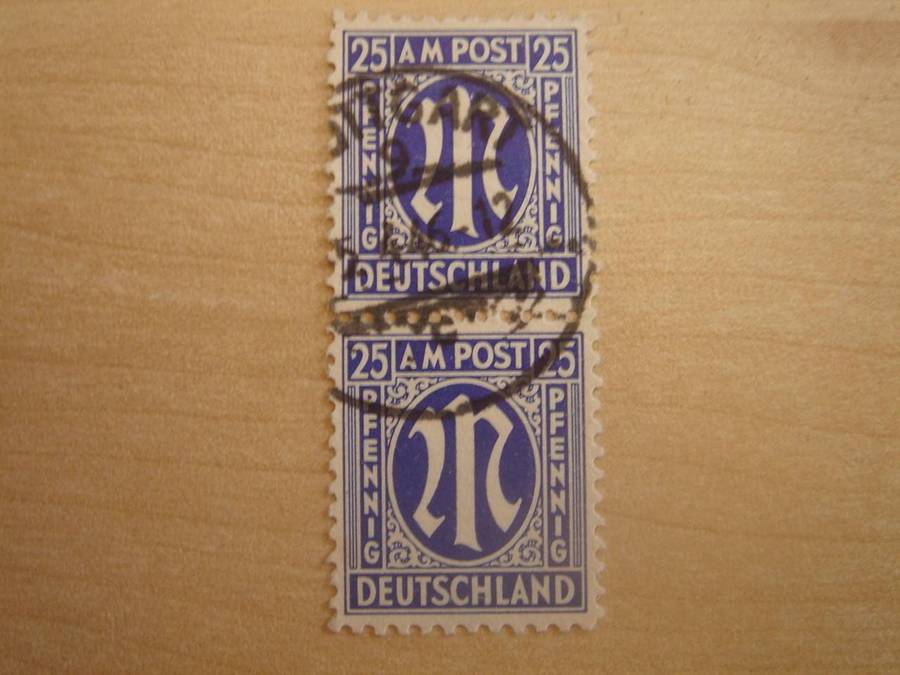 25 AM POST 25
PFENNIG
M
PFENNIG
DEUTSCHLAND
25 AM POST 25
PFENNIG
M
PFENNIG
DEUTSCHLAND